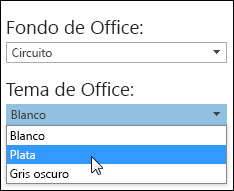 Fondo de Office:
Circuito
Tema de Office:
Blanco
Blanco
Plata
Gris oscuro